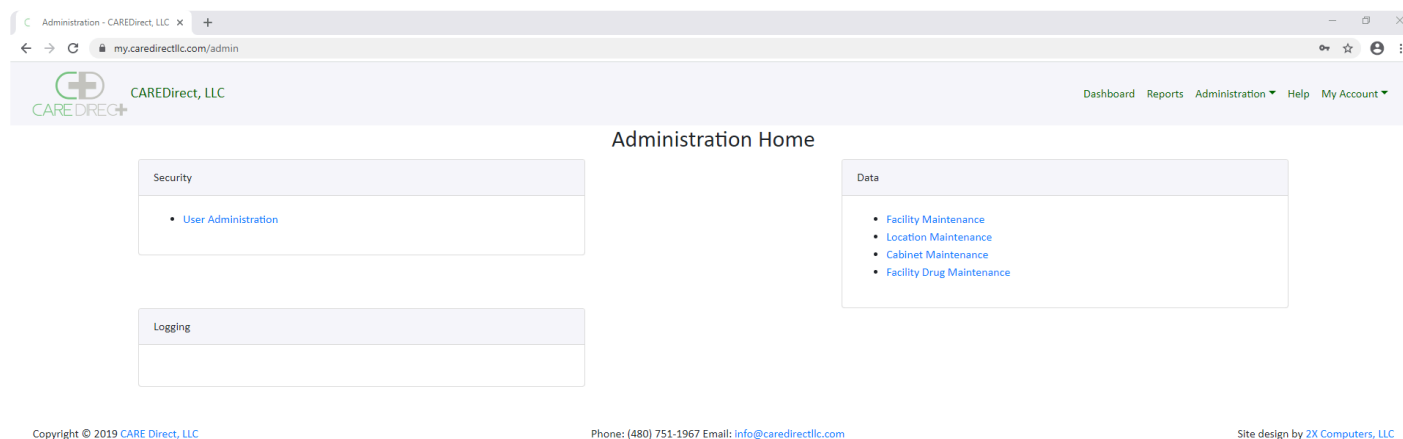 Administration - CAREDirect, LLC
my.caredirectllc.com/admin
CARE DIRECT
CAREDirect, LLC
Dashboard Reports Administration Help My Account
Administration Home
Security
User Administration
Data
Facility Maintenance
Location Maintenance
Cabinet Maintenance
Facility Drug Maintenance
Logging
Copyright © 2019 CARE Direct, LLC
Phone: (480) 751-1967 Email: info@caredirectllc.com
Site design by 2X Computers, LLC